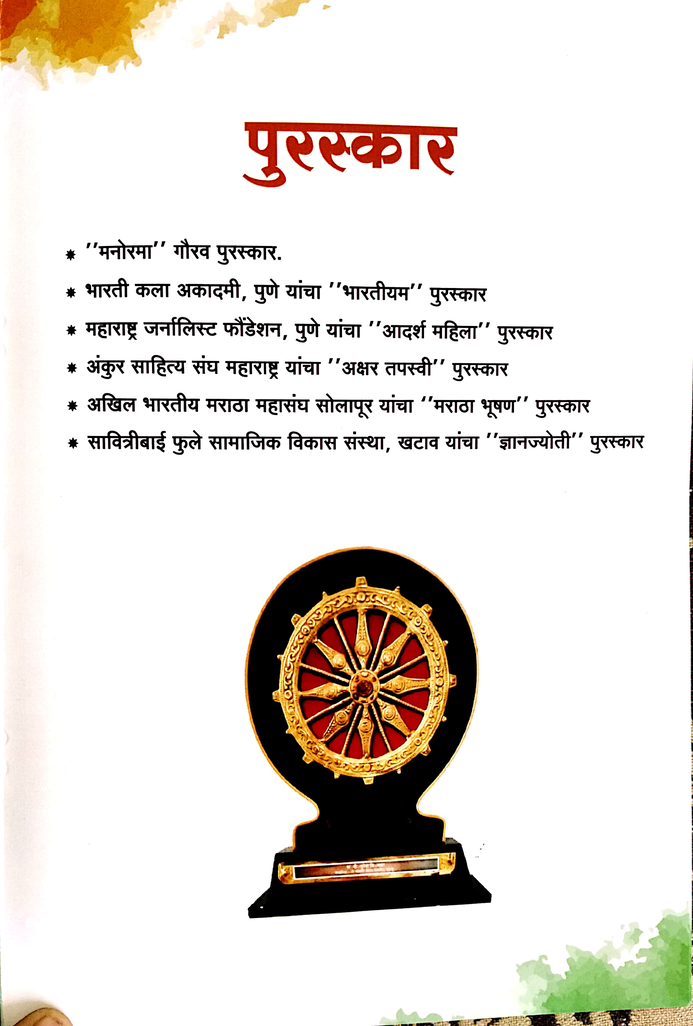 पुरस्कार
* ’’मनोरमा’’ गौरव पुरस्कार.
* भारती कला अकादमी, पुणे यांचा ’’भारतीयम’’ पुरस्कार
* महाराष्ट्र जर्नालिस्ट फौंडेशन, पुणे यांचा ’’आदर्श महिला’’ पुरस्कार
* अंकुर साहित्य संघ महाराष्ट्र यांचा ’’अक्षर तपस्वी’’ पुरस्कार
* अखिल भारतीय मराठा महासंघ सोलापूर यांचा ‘’मराठा भूषण’’ पुरस्कार
* सावित्रीबाई फुले सामाजिक विकास संस्था, खटाव यांचा ’’ज्ञानज्योती’’ पुरस्कार